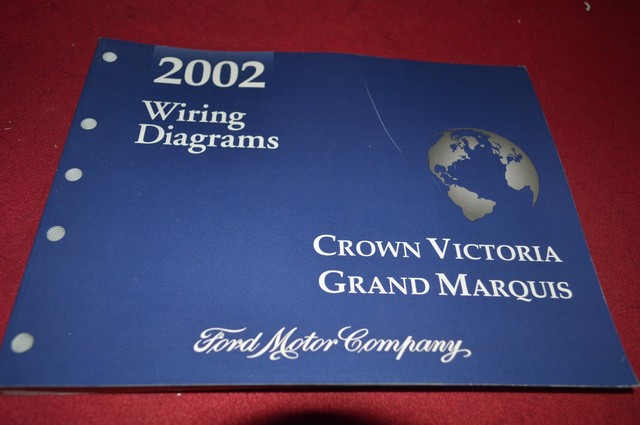 2002
Wiring
Diagrams
CROWN VICTORIA
GRAND MARQUIS
Ford Motor Company